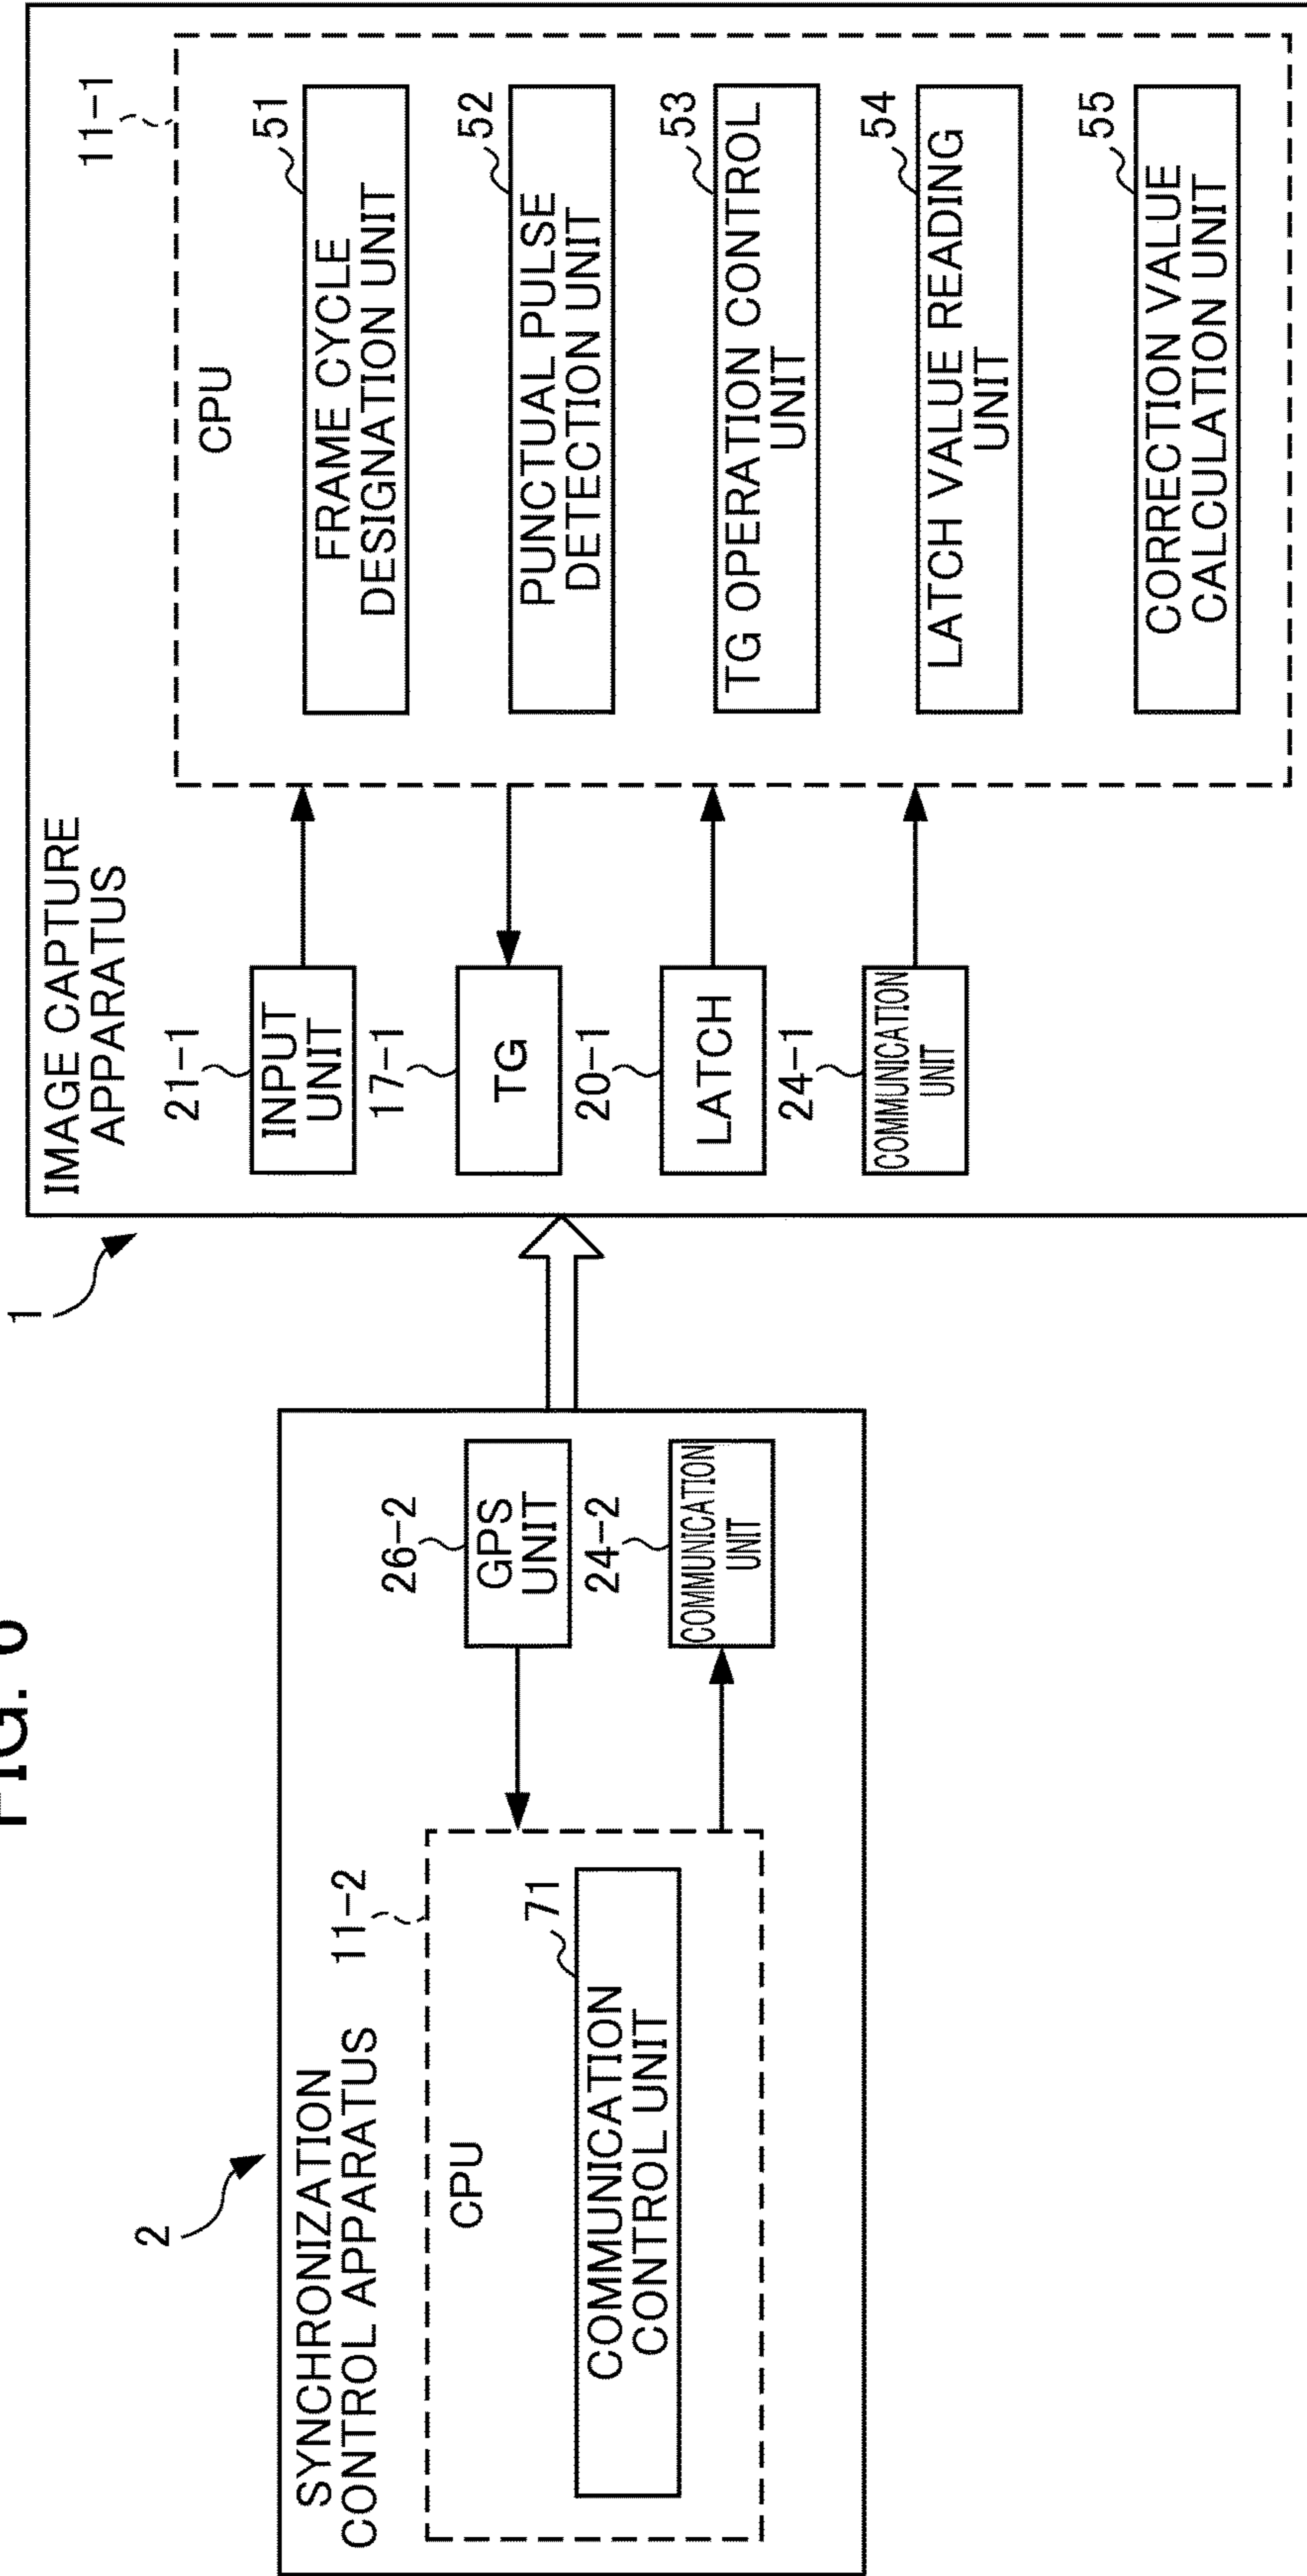 FIG.
2
SYNCHRONIZATION
CONTROL APPARATUS
11-2
CPU
71
COMMUNICATION
CONTROL UNIT
26-2
GPS
UNIT
24-2
COMMUNICATION
UNIT
1
IMAGE CAPTURE
APPARATUS
21-1
INPUT
UNIT
17-1
TG
20-1
LATCH
24-1
COMMUNICATION
UNIT
11-1
CPU
51
FRAME CYCLE
DESIGNATION UNIT
52
PUNCTUAL PULSE
DETECTION UNIT
53
TG OPERATION CONTROL
UNIT
54
LATCH VALUE READING
UNIT
55
CORRECTION VALUE
CALCULATION UNIT